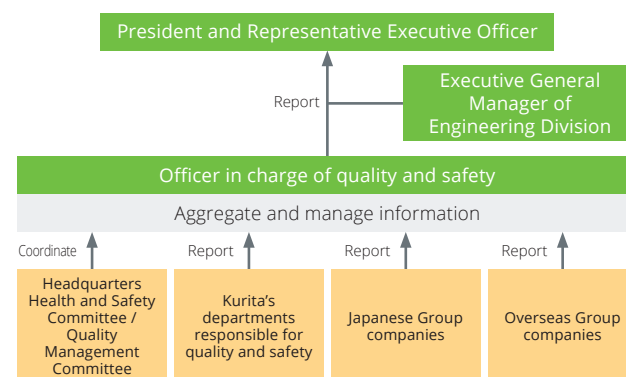 President and Representative Executive Officer
Report
Executive General
Manager of
Engineering Division
Officer in charge of quality and safety
Aggregate and manage information
Coordinate
Report
Report
Report
Headquarters
Health and Safety
Committee /
Quality
Management
Committee
Kurita’s
departments
responsible for
quality and safety
Japanese Group
companies
Overseas Group
companies